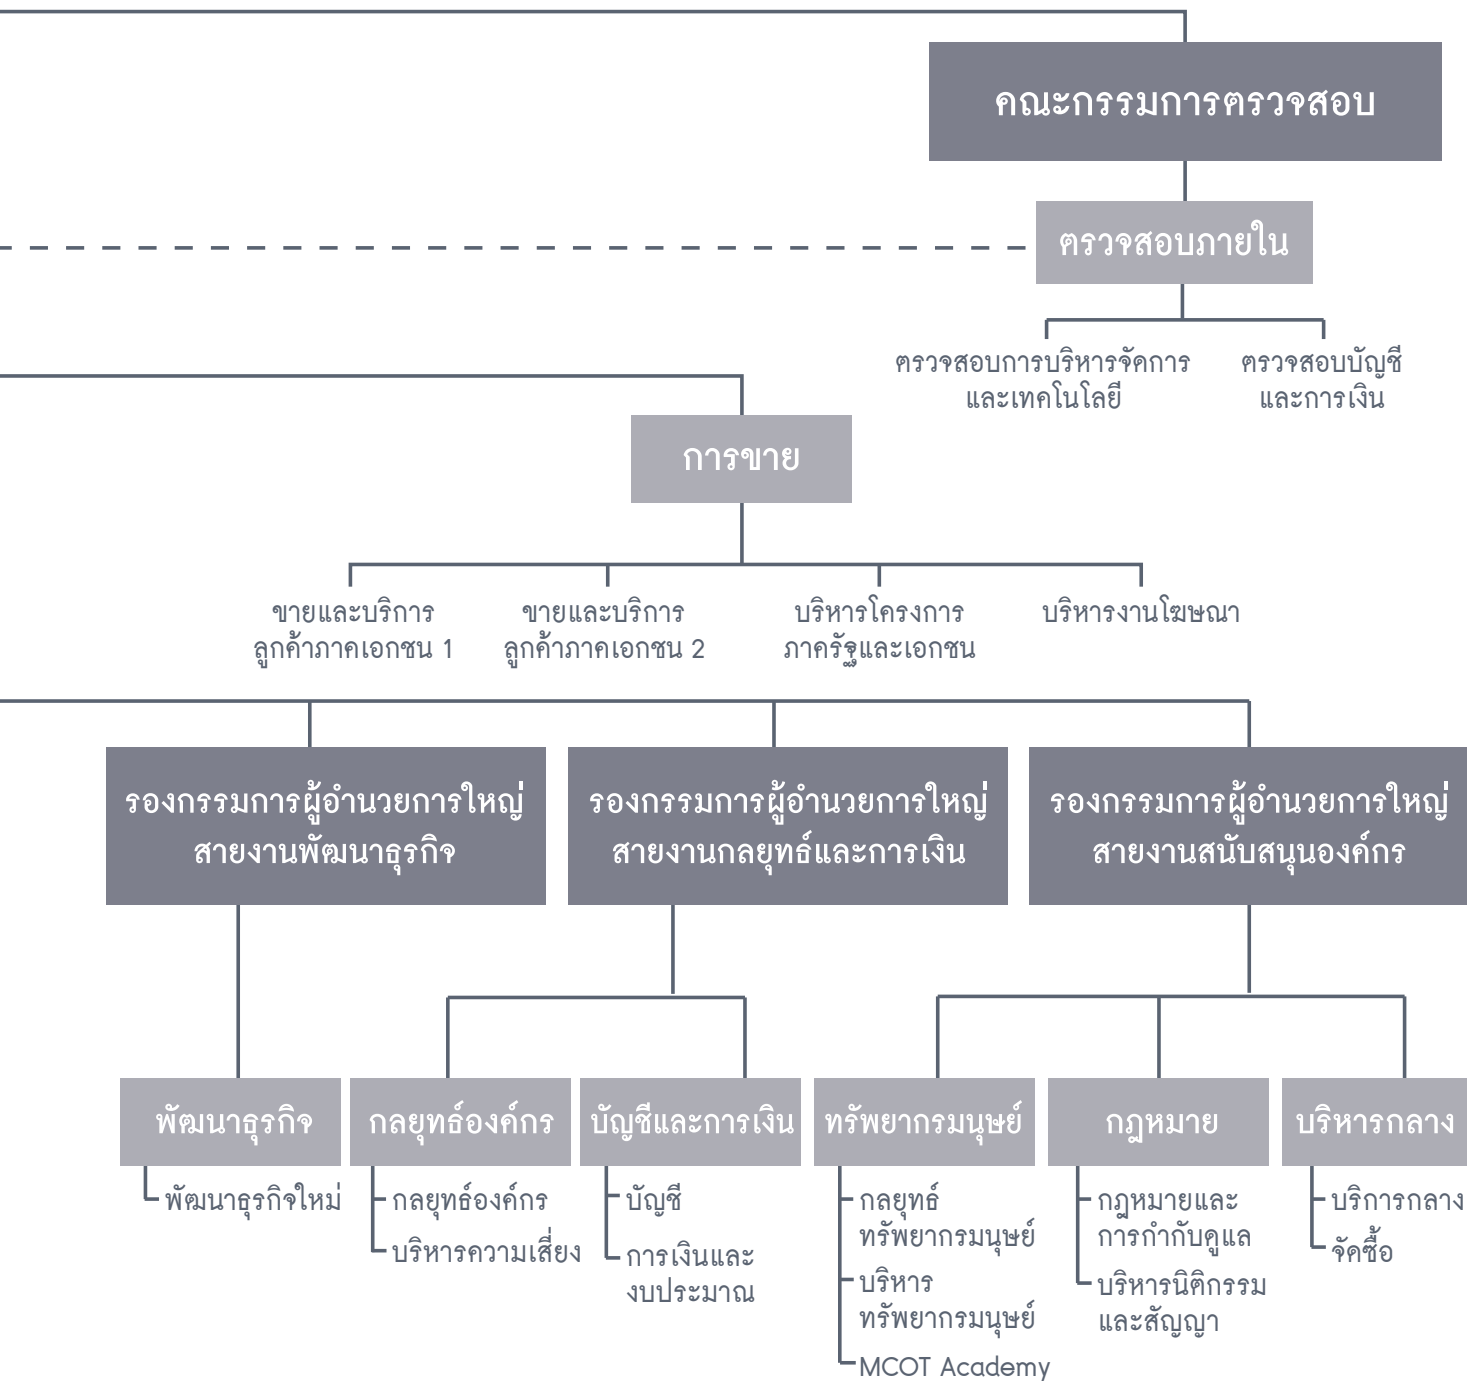 คณะกรรมการตรวจสอบ
ตรวจสอบภายใน
ตรวจสอบการบริหารจัดการ
และเทคโนโลยี
ตรวจสอบบัญชี
และการเงิน
การขาย
ขายและบริการ
ลูกค้าภาคเอกชน 1
ขายและบริการ
ลูกค้าภาคเอกชน 2
บริหารโครงการ
ภาครัฐและเอกชน
บริหารงานโฆษณา
รองกรรมการผู้อำนวยการใหญ่
สายงานพัฒนาธุรกิจ
รองกรรมการผู้อำนวยการใหญ่
สายงานกลยุทธ์และการเงิน
รองกรรมการผู้อำนวยการใหญ่
สายงานสนับสนุนองค์กร
พัฒนาธุรกิจ
พัฒนาธุรกิจใหม่
กลยุทธ์องค์กร
กลยุทธ์องค์กร
บริหารความเสี่ยง
บัญชีและการเงิน
บัญชี
การเงินและ
งบประมาณ
ทรัพยากรมนุษย์
กลยุทธ์
ทรัพยากรมนุษย์
บริหาร
ทรัพยากรมนุษย์
MCOT Academy
กฎหมาย
กฎหมายและ
การกำกับดูแล
บริหารนิติกรรม
และสัญญา
บริหารกลาง
บริการกลาง
จัดซื้อ